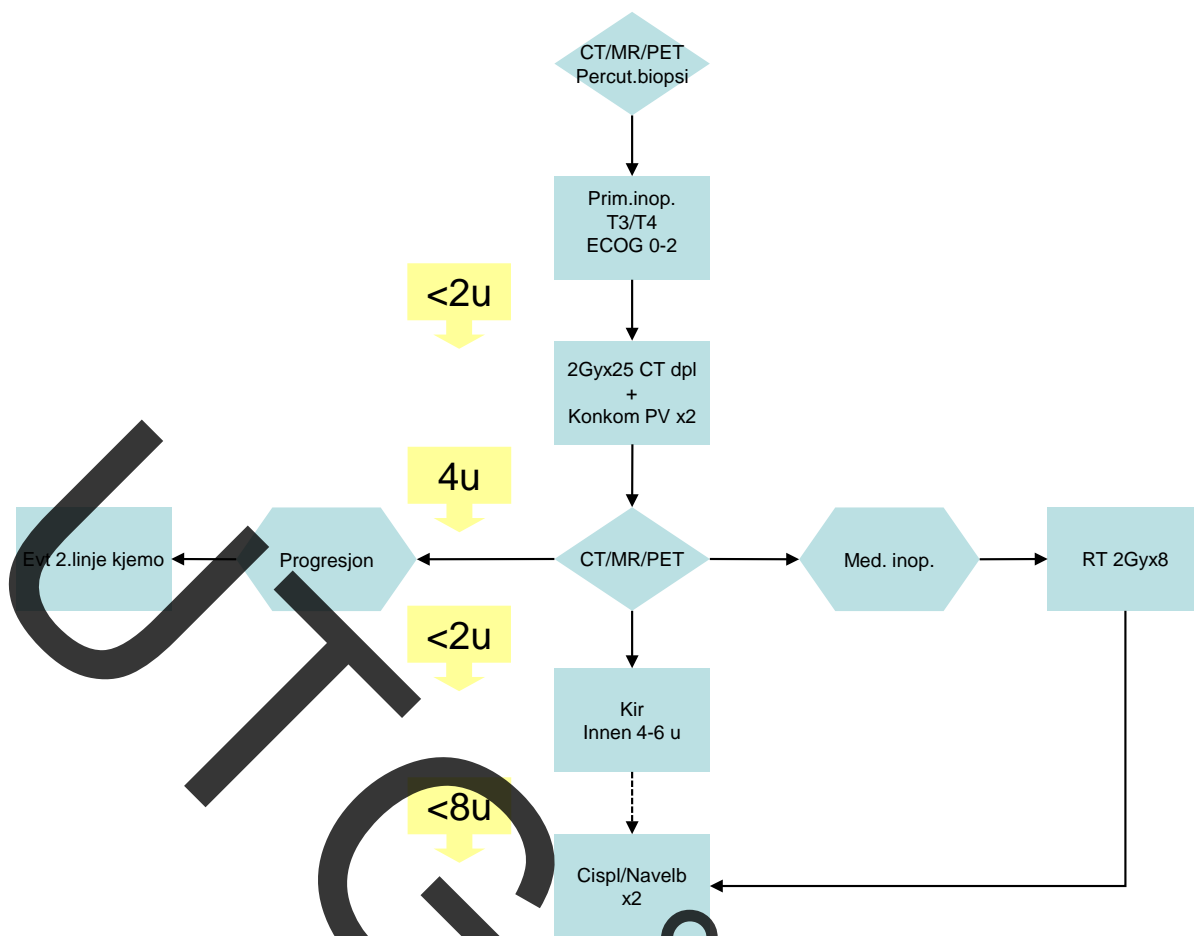 CT/MR/PET
Percut.biopsi
Prim.inop.
T3/T4
ECOG 0-2
<2u
2Gyx25 CT dpl
+
Konkom PV x2
4u
Evt 2.linje kjemo
Progresjon
CT/MR/PET
Med. inop.
RT 2Gyx8
<2u
Kir
Innen 4-6 u
<8u
Cispl/Navelb
x2
UTG